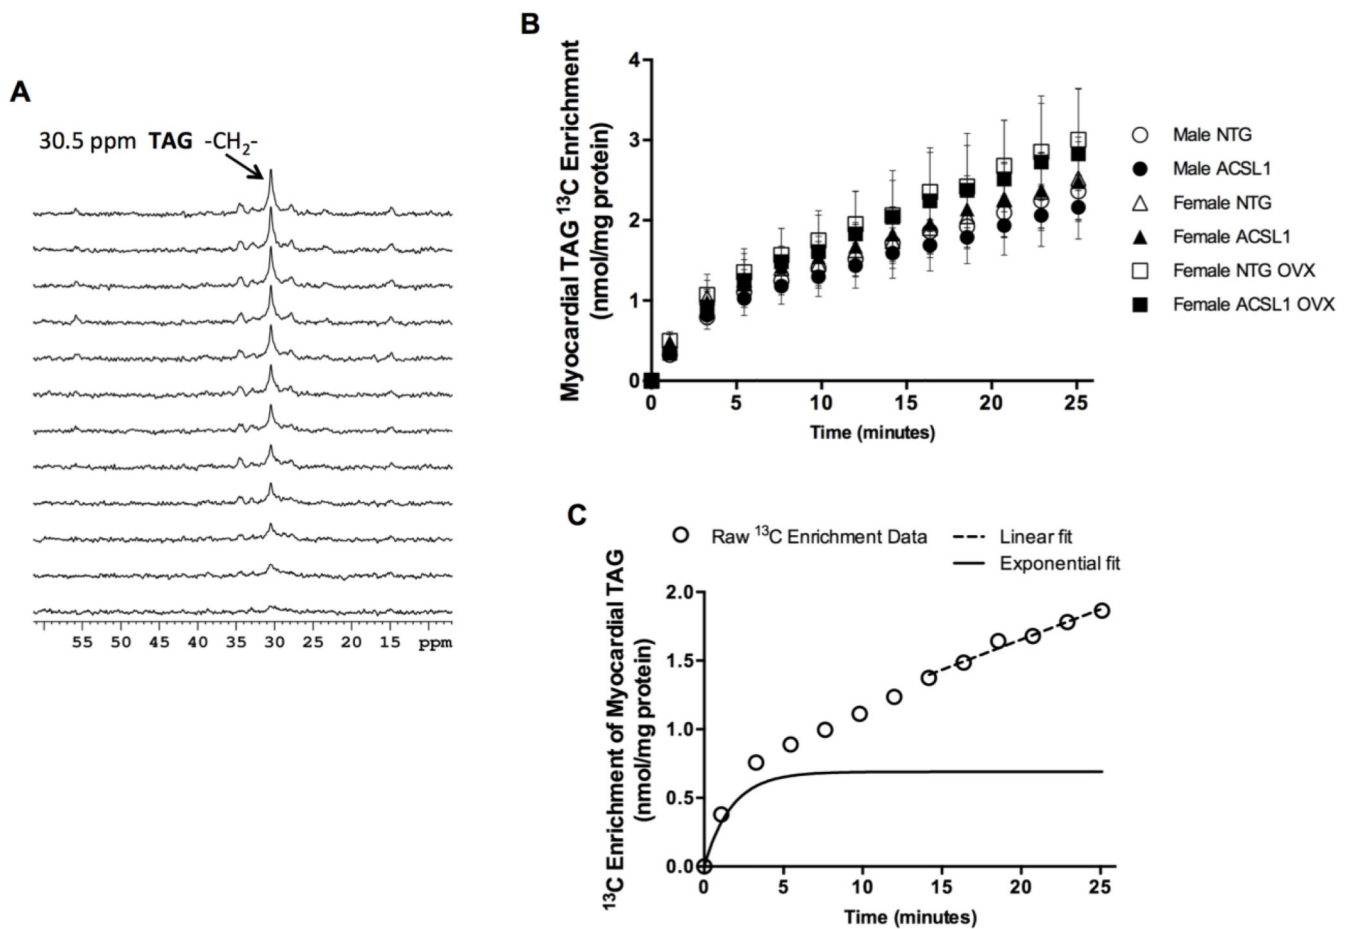 A
30.5 ppm TAG -CH2-
55 50 45 40 35 30 25 20 15 ppm
B
Myocardial TAG 13C Enrichment
(nmol/mg protein)
4
3
2
1
0
0 5 10 15 20 25
Time (minutes)
Male NTG
Male ACSL1
Female NTG
Female ACSL1
Female NTG OVX
Female ACSL1 OVX
C
Raw 13C Enrichment Data
Linear fit
Exponential fit
13C Enrichment of Myocardial TAG
(nmol/mg protein)
2.0
1.5
1.0
0.5
0.0
0 5 10 15 20 25
Time (minutes)